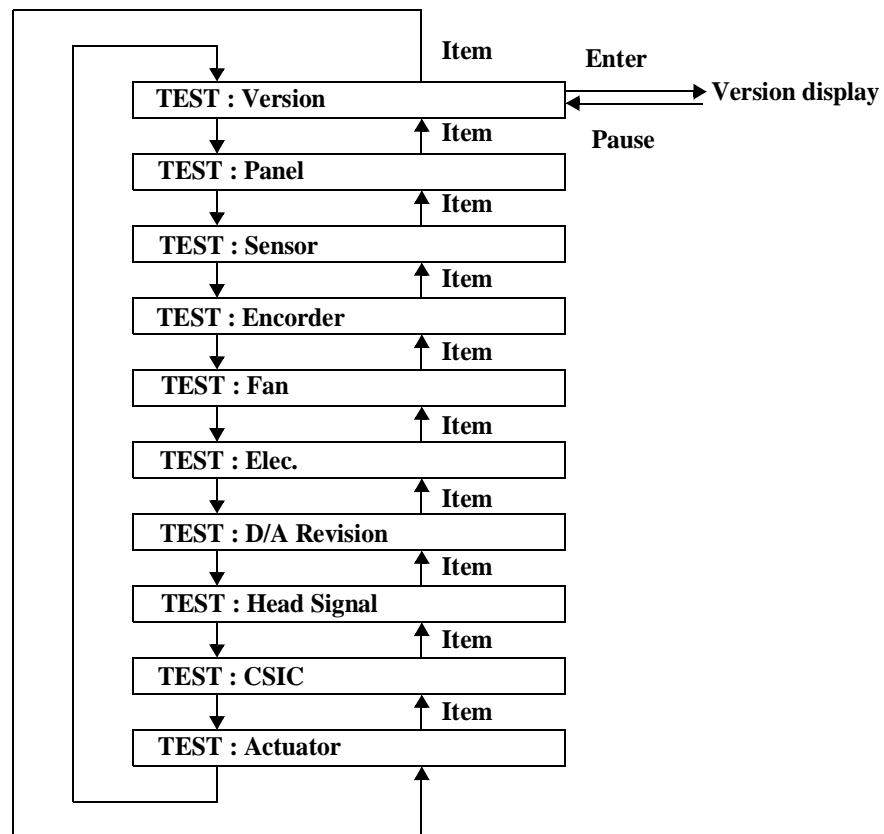 Item
Enter
TEST : Version
Version display
Item
Pause
TEST : Panel
Item
TEST : Sensor
Item
TEST : Encorder
Item
TEST : Fan
Item
TEST : Elec.
Item
TEST : D/A Revision
Item
TEST : Head Signal
Item
TEST : CSIC
Item
TEST : Actuator